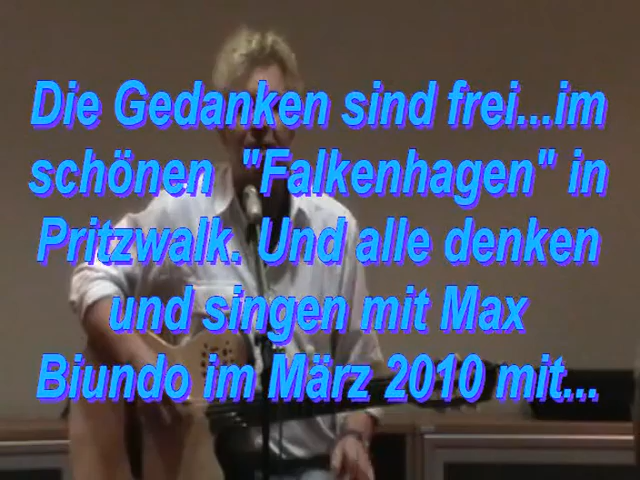 Die Gedanken sind frei...im
schönen "Falkenhagen" in
Pritzwalk. Und alle denken
und singen mit Max
Biundo im März 2010 mit...